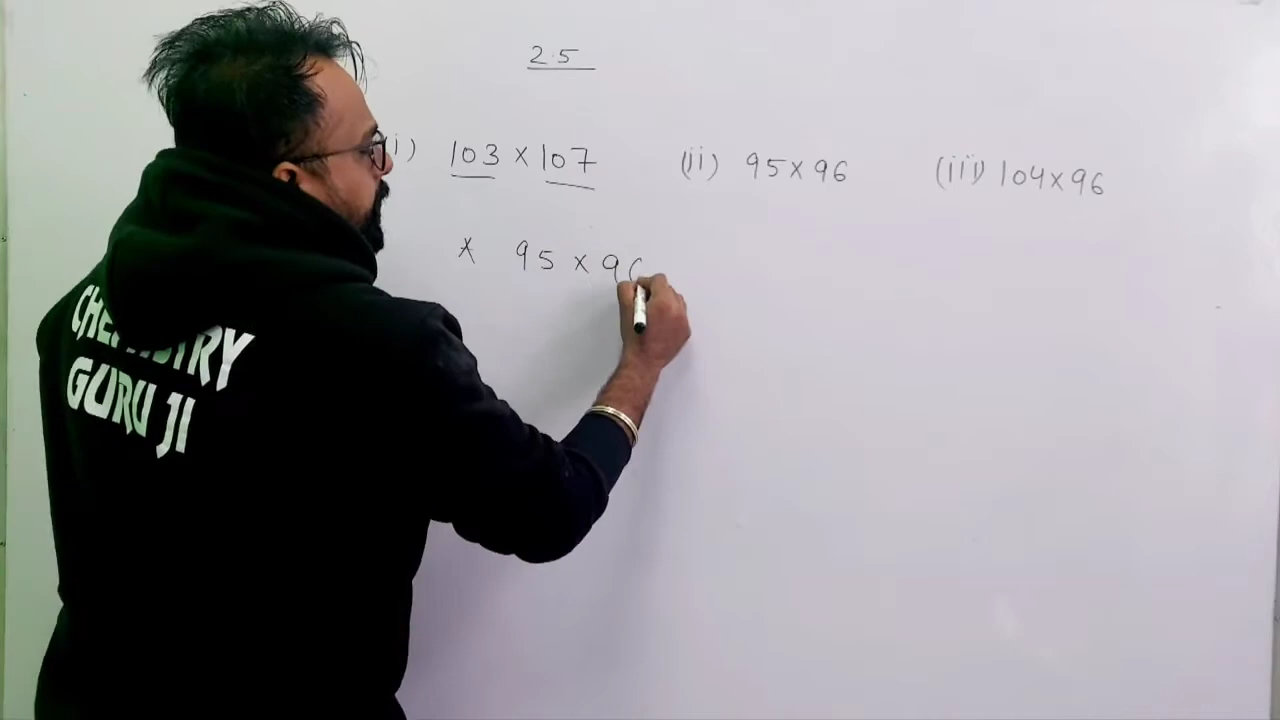 2.5
(i) 103 x 107 (ii) 95 x 96 (iii) 104 x 96
* 95 x 96
CHEMISTRY
GURU JI